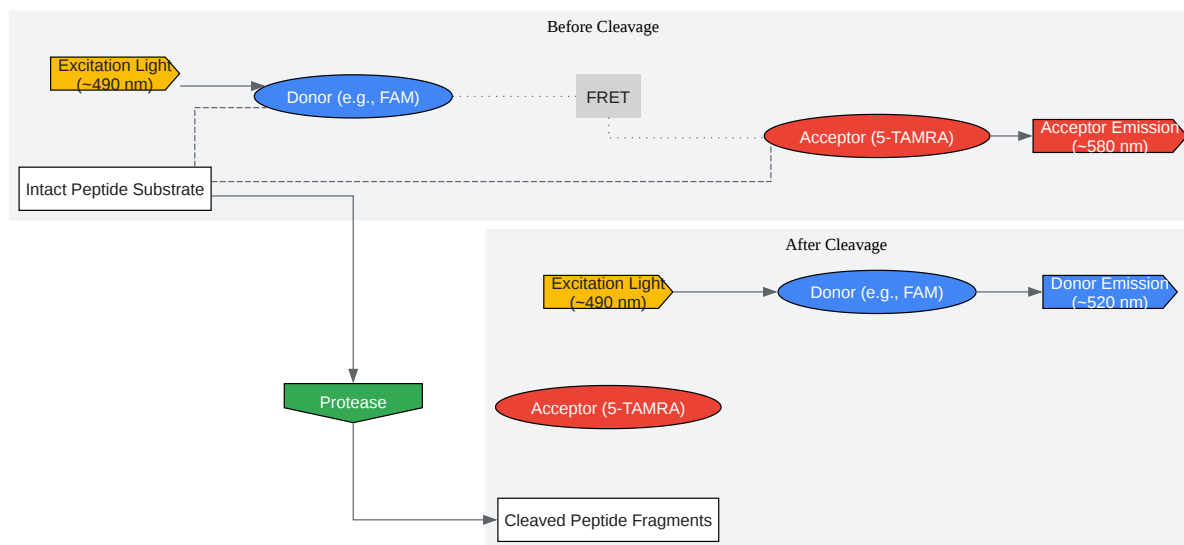 Before Cleavage
Excitation Light
(~490 nm)
Donor (e.g., FAM)
FRET
Acceptor (5-TAMRA)
Acceptor Emission
(~580 nm)
Intact Peptide Substrate
After Cleavage
Excitation Light
(~490 nm)
Donor (e.g., FAM)
Donor Emission
(~520 nm)
Protease
Acceptor (5-TAMRA)
Cleaved Peptide Fragments